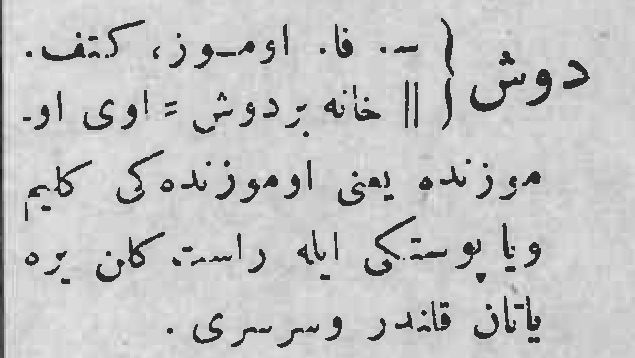 دوش } س. فا. اوموز، کتف.
|| خانه بردوش = اوی او-
موزنده یعنی اوموزنده‌کی کلیم
ویا پوستکی ایله راست کلن یره
یاتان قلندر وسرسری.